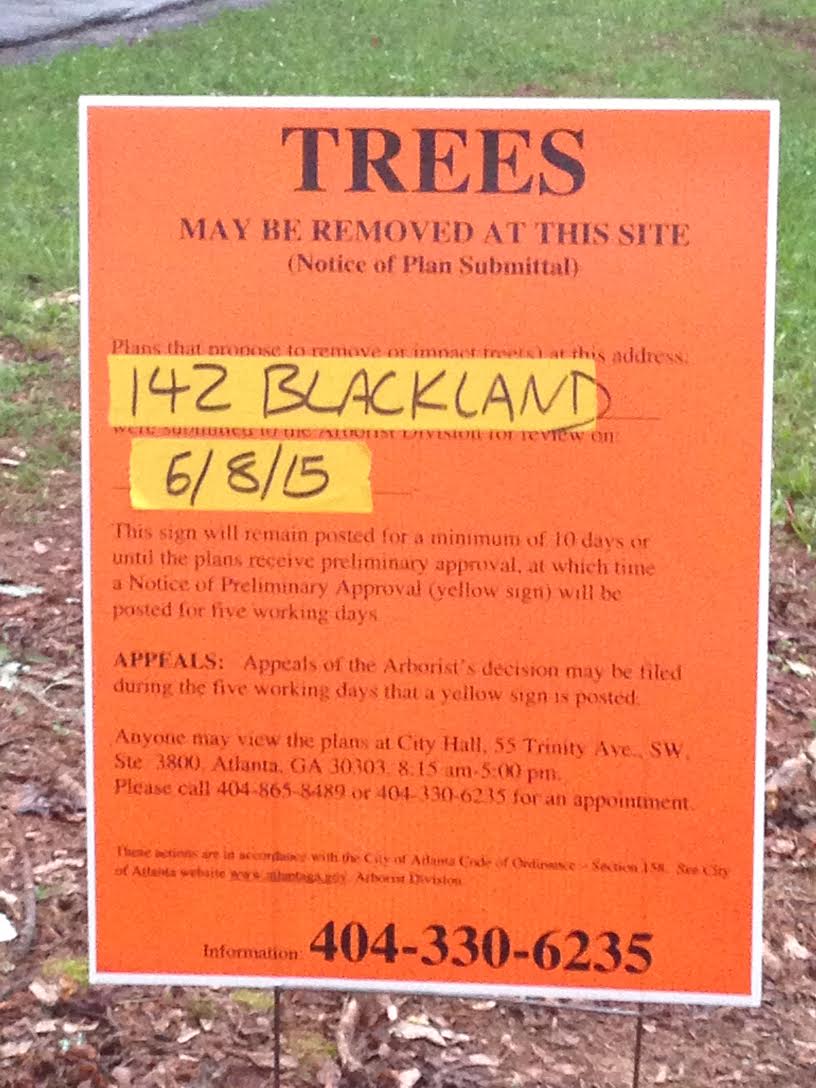 TREES
MAY BE REMOVED AT THIS SITE
(Notice of Plan Submittal)
Plans that propose to remove or impact tree(s) at this address:
142 BLACKLAND
were submitted to the Arborist Division for review on:
6/8/15
This sign will remain posted for a minimum of 10 days or
until the plans receive preliminary approval, at which time
a Notice of Preliminary Approval (yellow sign) will be
posted for five working days.
APPEALS: Appeals of the Arborist's decision may be filed
during the five working days that a yellow sign is posted.
Anyone may view the plans at City Hall, 55 Trinity Ave., SW,
Ste 3800, Atlanta, GA 30303, 8:15 am-5:00 pm.
Please call 404-865-8489 or 404-330-6235 for an appointment.
These actions are in accordance with the City of Atlanta Code of Ordinance - Section 158. See City
of Atlanta website www.atlantaga.gov Arborist Division
Information: 404-330-6235